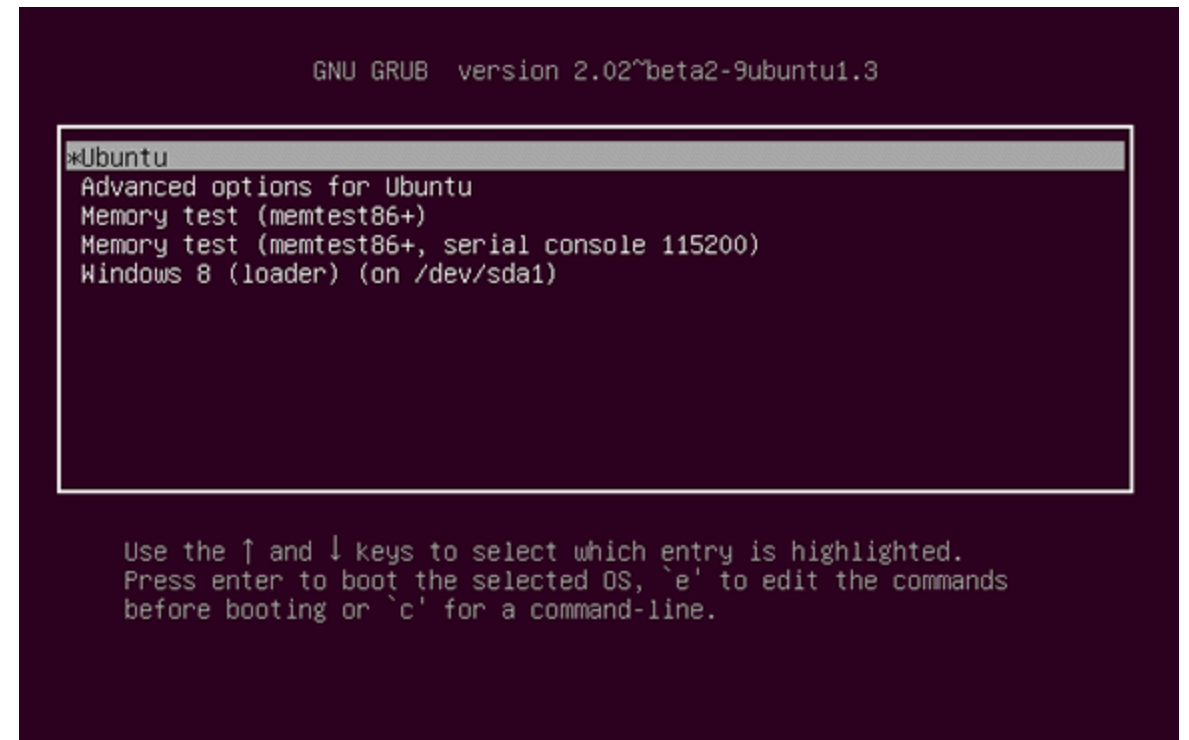 GNU GRUB  version 2.02~beta2-9ubuntu1.3
*Ubuntu
Advanced options for Ubuntu
Memory test (memtest86+)
Memory test (memtest86+, serial console 115200)
Windows 8 (loader) (on /dev/sda1)
Use the ↑ and ↓ keys to select which entry is highlighted.
Press enter to boot the selected OS, `e' to edit the commands
before booting or `c' for a command-line.